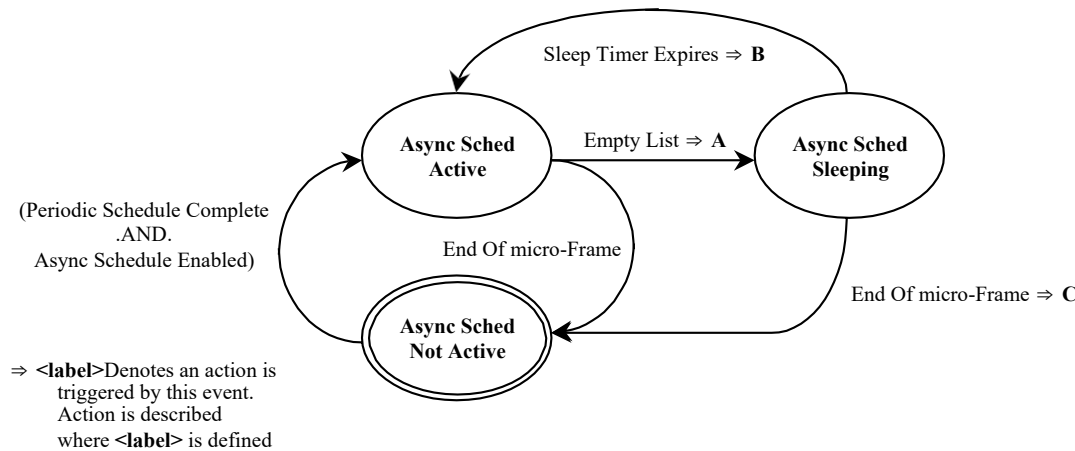 Sleep Timer Expires ⇒ B
Async Sched
Active
Empty List ⇒ A
Async Sched
Sleeping
(Periodic Schedule Complete
.AND.
Async Schedule Enabled)
End Of micro-Frame
End Of micro-Frame ⇒ C
Async Sched
Not Active
⇒ <label>Denotes an action is
triggered by this event.
Action is described
where <label> is defined